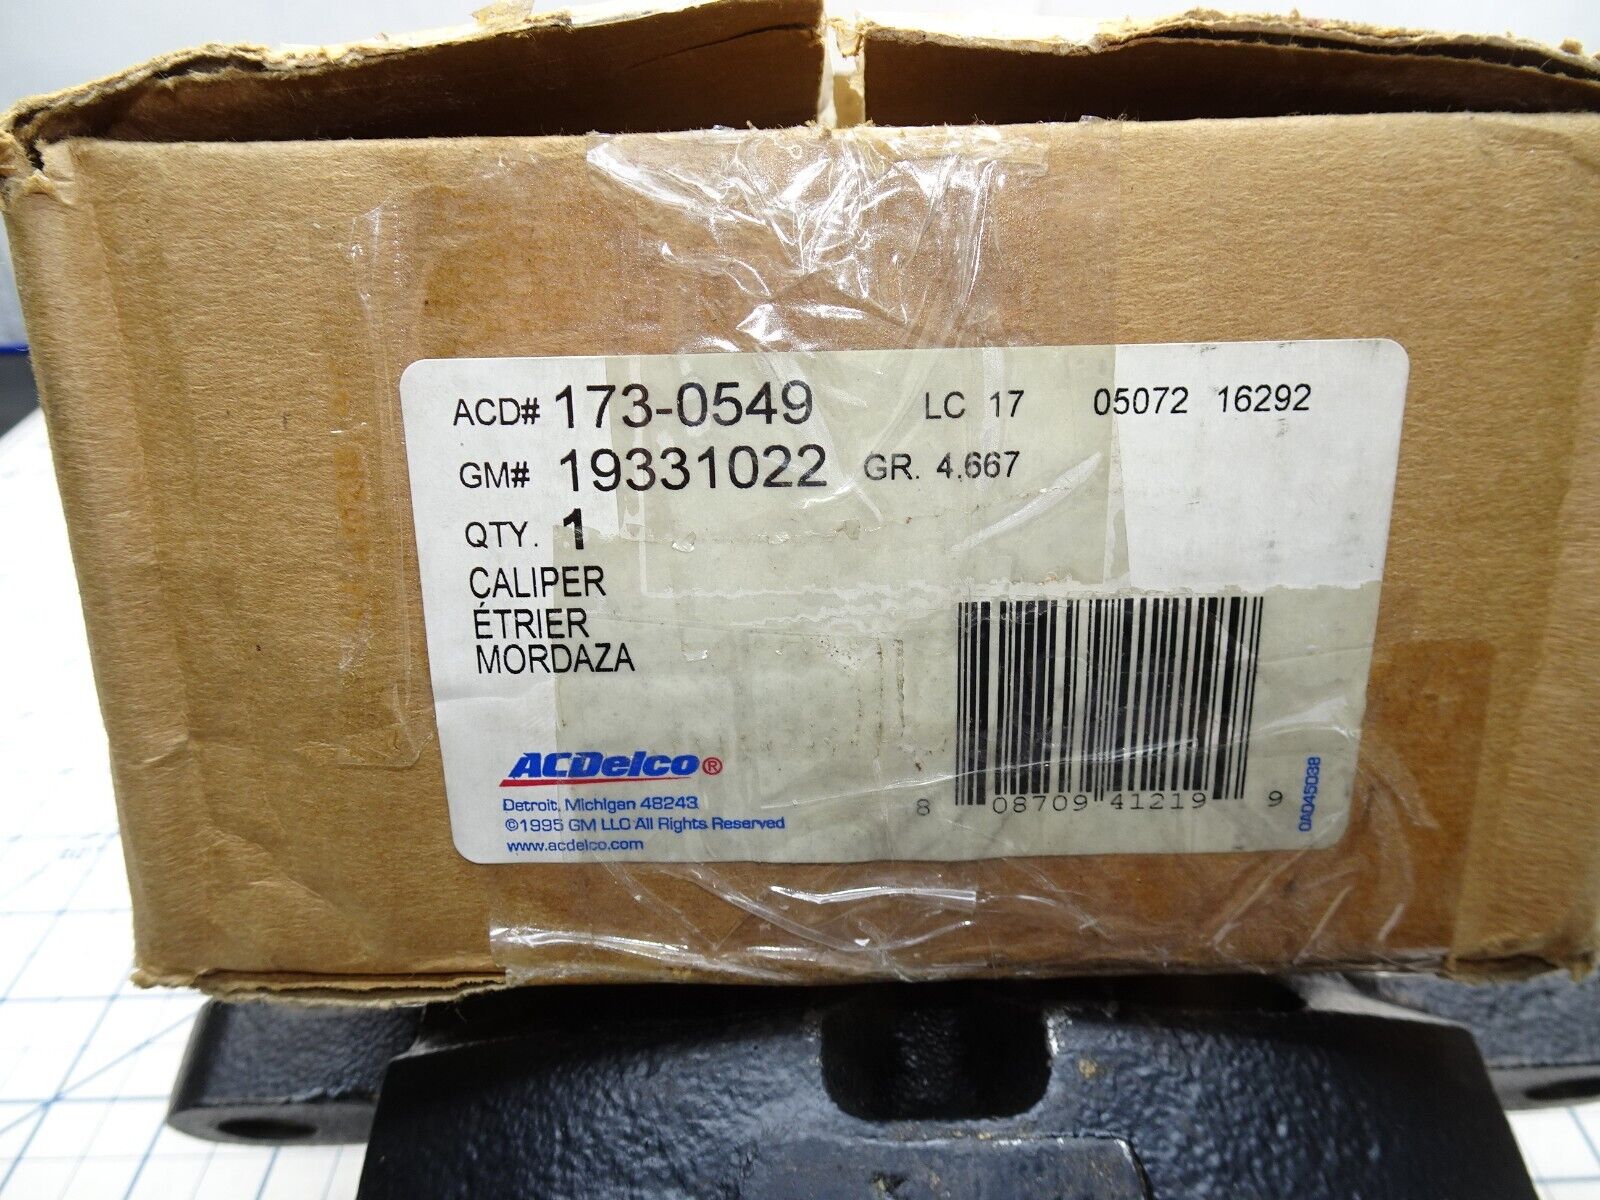 ACD# 173-0549 LC 17 05072 16292
GM# 19331022 GR. 4.667
QTY. 1
CALIPER
ÉTRIER
MORDAZA
ACDelco®
Detroit, Michigan 48243
©1995 GM LLC All Rights Reserved
www.acdelco.com
8 08709 41219 9
0A045038